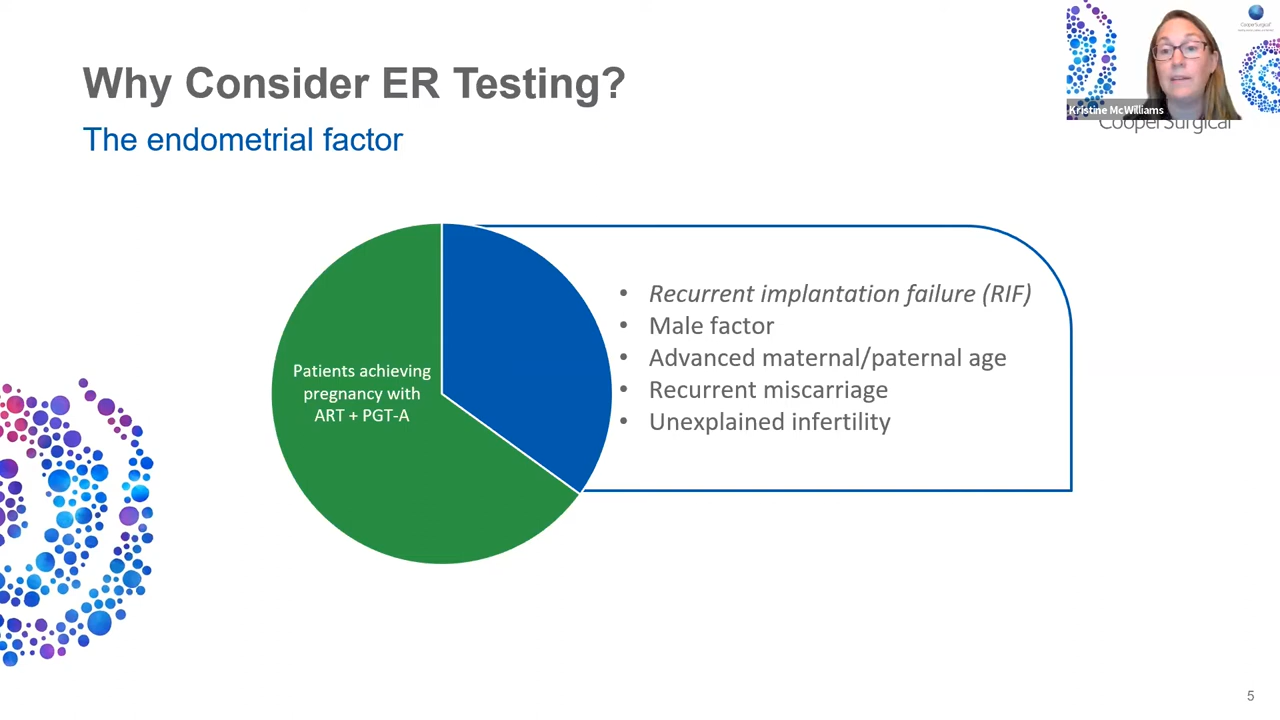 Why Consider ER Testing?
The endometrial factor
Kristine McWilliams
CooperSurgical
Patients achieving
pregnancy with
ART + PGT-A
• Recurrent implantation failure (RIF)
• Male factor
• Advanced maternal/paternal age
• Recurrent miscarriage
• Unexplained infertility
5